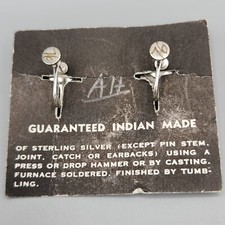 AH
GUARANTEED INDIAN MADE
OF STERLING SILVER (EXCEPT PIN STEM,
JOINT, CATCH OR EARBACKS) USING A
PRESS OR DROP HAMMER OR BY CASTING.
FURNACE SOLDERED. FINISHED BY TUMB-
LING.